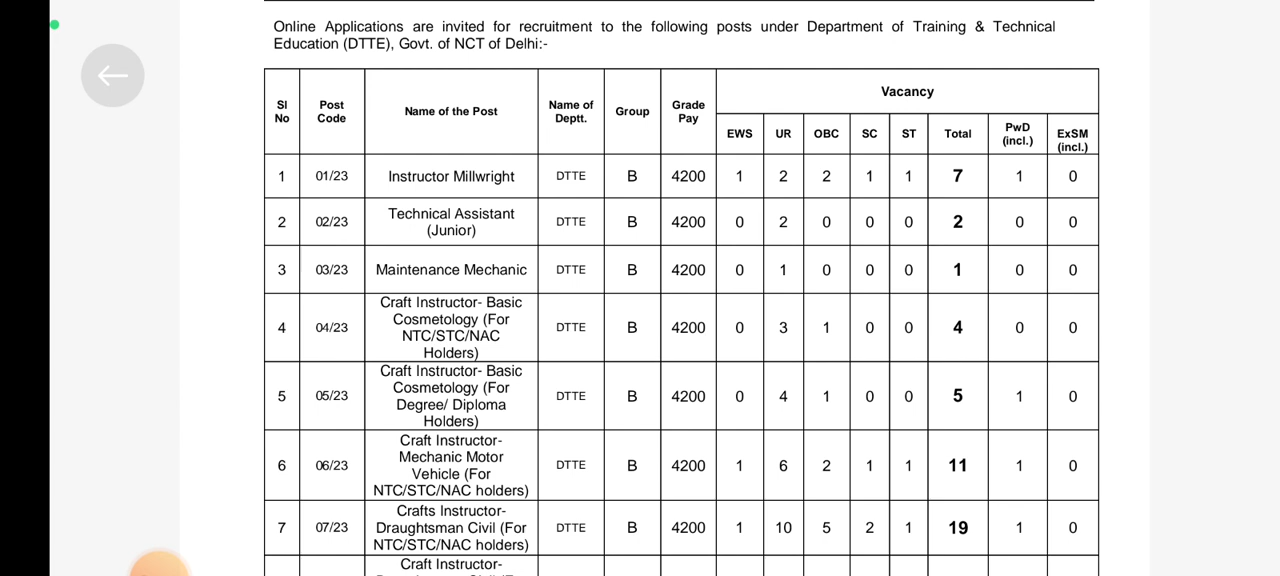 Online Applications are invited for recruitment to the following posts under Department of Training & Technical
Education (DTTE), Govt. of NCT of Delhi:-
Sl No Post Code Name of the Post Name of Deptt. Group Grade Pay Vacancy
EWS UR OBC SC ST Total PwD (incl.) ExSM (incl.)
1 01/23 Instructor Millwright DTTE B 4200 1 2 2 1 1 7 1 0
2 02/23 Technical Assistant (Junior) DTTE B 4200 0 2 0 0 0 2 0 0
3 03/23 Maintenance Mechanic DTTE B 4200 0 1 0 0 0 1 0 0
4 04/23 Craft Instructor- Basic Cosmetology (For NTC/STC/NAC Holders) DTTE B 4200 0 3 1 0 0 4 0 0
5 05/23 Craft Instructor- Basic Cosmetology (For Degree/ Diploma Holders) DTTE B 4200 0 4 1 0 0 5 1 0
6 06/23 Craft Instructor- Mechanic Motor Vehicle (For NTC/STC/NAC holders) DTTE B 4200 1 6 2 1 1 11 1 0
7 07/23 Crafts Instructor- Draughtsman Civil (For NTC/STC/NAC holders) DTTE B 4200 1 10 5 2 1 19 1 0
Craft Instructor-